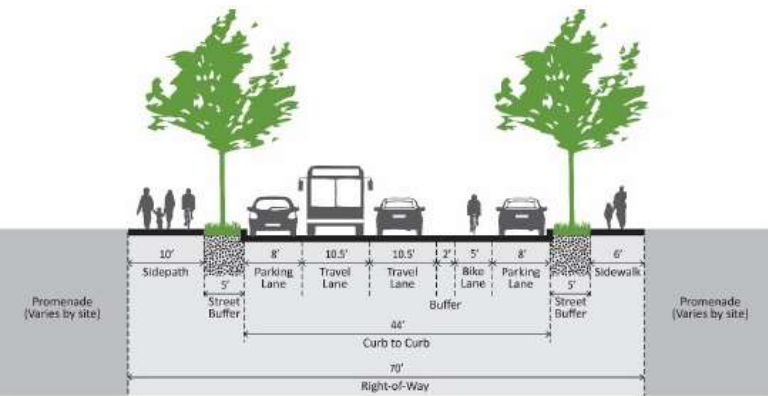 10' 8' 10.5' 10.5' 2' 5' 8' 6'
Sidepath Parking Lane Travel Lane Travel Lane Bike Lane Parking Lane Sidewalk
5' 5'
Street Buffer Buffer Street Buffer
Promenade
(Varies by site)
Promenade
(Varies by site)
44'
Curb to Curb
70'
Right-of-Way